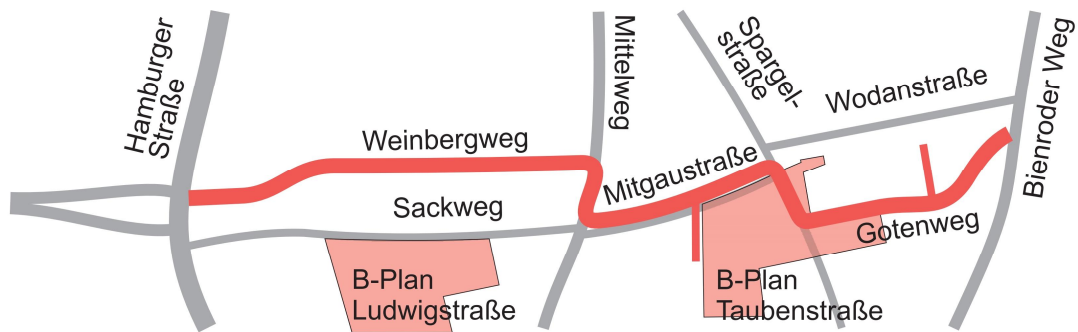 Hamburger
Straße
Weinbergweg
Sackweg
Mittelweg
Mitgaustraße
Spargel-
straße
Wodanstraße
Bienroder Weg
Gotenweg
B-Plan
Ludwigstraße
B-Plan
Taubenstraße